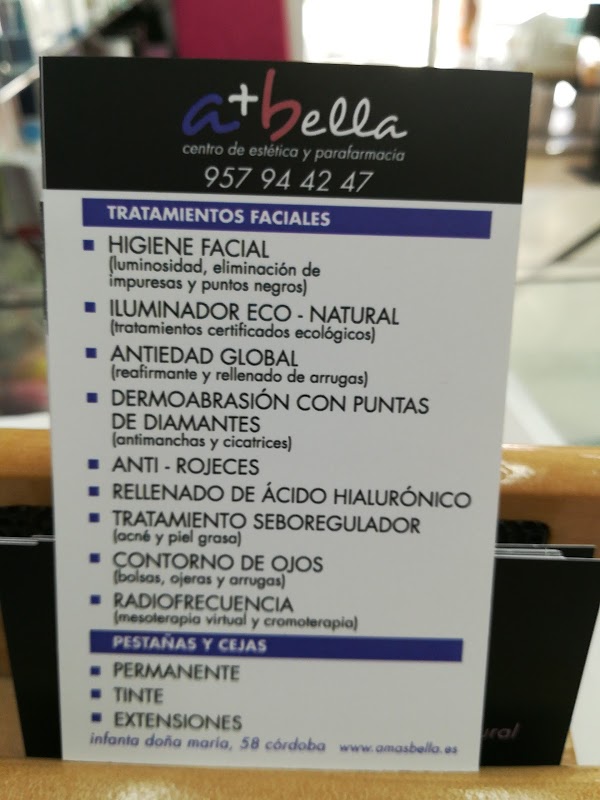 a+bella
centro de estética y parafarmacia
957 94 42 47
TRATAMIENTOS FACIALES
HIGIENE FACIAL
(luminosidad, eliminación de
impuresas y puntos negros)
ILUMINADOR ECO - NATURAL
(tratamientos certificados ecológicos)
ANTIEDAD GLOBAL
(reafirmante y rellenado de arrugas)
DERMOABRASIÓN CON PUNTAS
DE DIAMANTES
(antimanchas y cicatrices)
ANTI - ROJECES
RELLENADO DE ÁCIDO HIALURÓNICO
TRATAMIENTO SEBOREGULADOR
(acné y piel grasa)
CONTORNO DE OJOS
(bolsas, ojeras y arrugas)
RADIOFRECUENCIA
(mesoterapia virtual y cromoterapia)
PESTAÑAS Y CEJAS
PERMANENTE
TINTE
EXTENSIONES
infanta doña maría, 58 córdoba www.amasbella.es